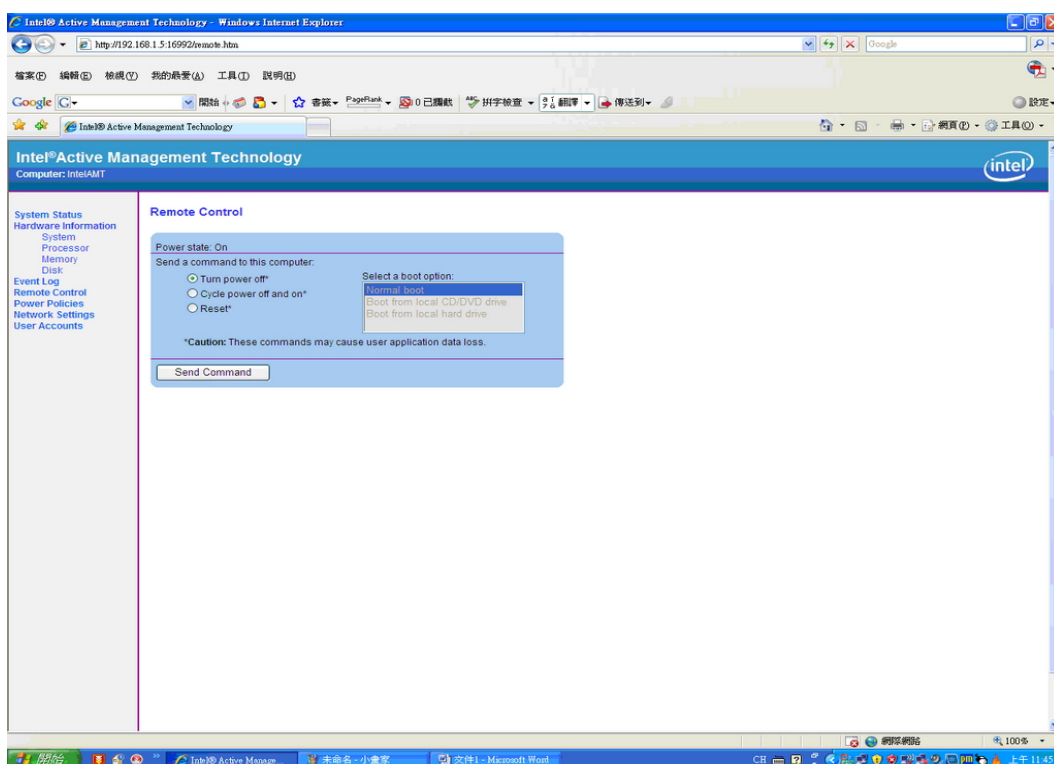 Intel® Active Management Technology - Windows Internet Explorer
http://192.168.1.5:16992/remote.htm
Google
檔案(F) 編輯(E) 檢視(V) 我的最愛(A) 工具(T) 說明(H)
Google G 開始 書籤 PageRank 0 已攔截 拼字檢查 翻譯 傳送到 設定
Intel® Active Management Technology 網頁(P) 工具(O)
Intel®Active Management Technology
Computer: IntelAMT
intel
System Status
Hardware Information
System
Processor
Memory
Disk
Event Log
Remote Control
Power Policies
Network Settings
User Accounts
Remote Control
Power state: On
Send a command to this computer:
Turn power off*
Cycle power off and on*
Reset*
Select a boot option:
Normal boot
Boot from local CD/DVD drive
Boot from local hard drive
*Caution: These commands may cause user application data loss.
Send Command
網際網路 100%
開始 Intel® Active Manage... 未命名 - 小畫家 文件1 - Microsoft Word CH 上午 11:45